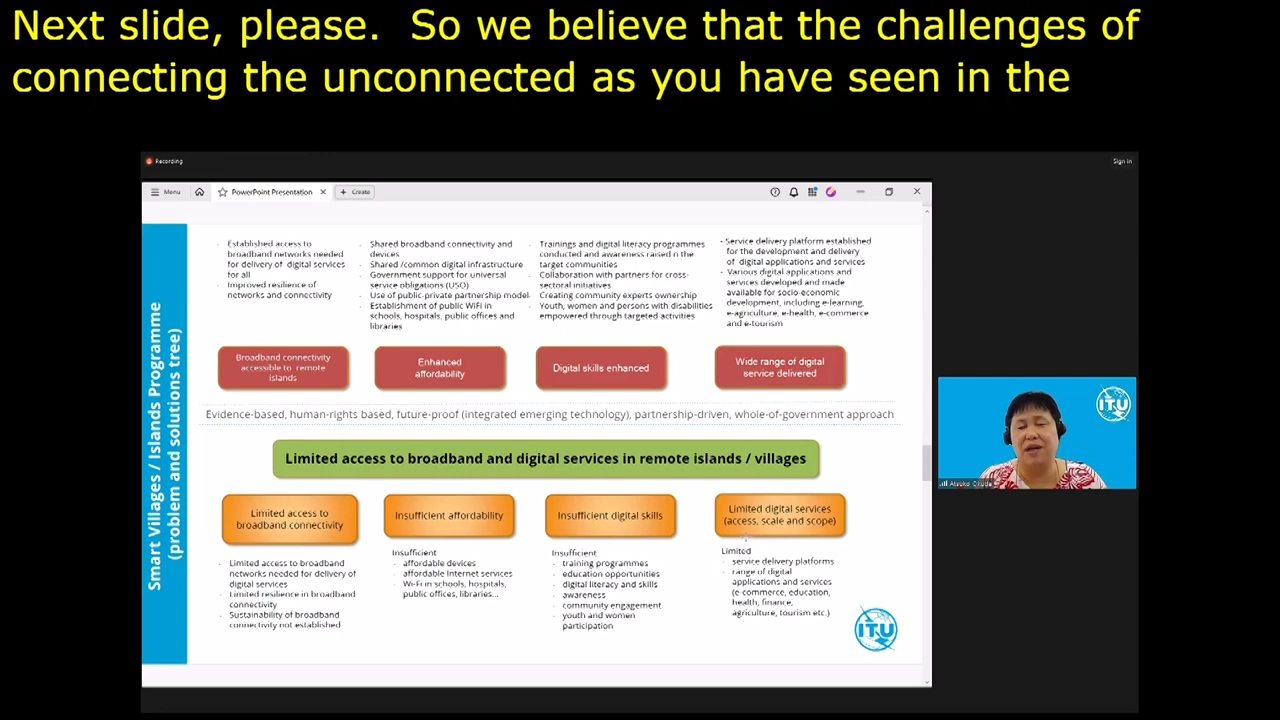 Next slide, please.  So we believe that the challenges of
connecting the unconnected as you have seen in the
Recording
Sign in
Menu
PowerPoint Presentation
Create
Smart Villages / Islands Programme
(problem and solutions tree)
Established access to
broadband networks needed
for delivery of digital services
for all
Improved resilience of
networks and connectivity
Shared broadband connectivity and
devices
Shared /common digital infrastructure
Government support for universal
service obligations (USO)
Use of public-private partnership model
Establishment of public WiFi in
schools, hospitals, public offices and
libraries
Trainings and digital literacy programmes
conducted and awareness raised n the
target communities
Collaboration with partners for cross-
sectoral initiatives
Creating community experts ownership
Youth, women and persons with disabilities
empowered through targeted activities
- Service delivery platform established
for the development and delivery
of digital applications and services
- Various digital applications and
services developed and made
available for socio-economic
development, including e-learning,
e-agriculture, e-health, e-commerce
and e-tourism
Broadband connectivity
accessible to remote
islands
Enhanced
affordability
Digital skills enhanced
Wide range of digital
service delivered
Evidence-based, human-rights based, future-proof (integrated emerging technology), partnership-driven, whole-of-government approach
Limited access to broadband and digital services in remote islands / villages
Limited access to
broadband connectivity
Insufficient affordability
Insufficient digital skills
Limited digital services
(access, scale and scope)
Limited access to broadband
networks needed for delivery of
digital services
Limited resilience in broadband
connectivity
Sustainability of broadband
connectivity not established
Insufficient
affordable devices
affordable Internet services
Wi-Fi in schools, hospitals,
public offices, libraries...
Insufficient
training programmes
education opportunities
digital literacy and skills
awareness
community engagement
youth and women
participation
Limited
service delivery platforms
range of digital
applications and services
(e-commerce, education,
health, finance,
agriculture, tourism etc.)
ITU
ITU
Atsuko Okuda